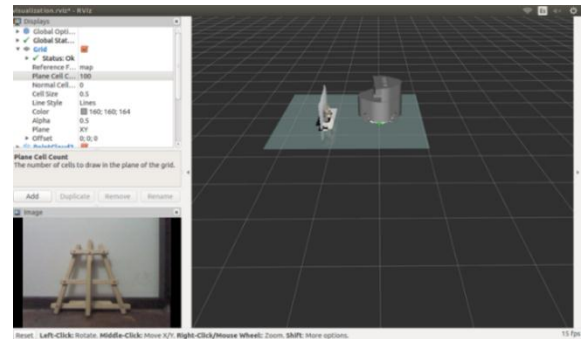 visualization.rviz* - RViz
Displays
Global Opti...
Global Stat...
Grid
Status: Ok
Reference F... map
Plane Cell C... 100
Normal Cell... 0
Cell Size 0.5
Line Style Lines
Color 160; 160; 164
Alpha 0.5
Plane XY
Offset 0; 0; 0
PointCloud2
Plane Cell Count
The number of cells to draw in the plane of the grid.
Add Duplicate Remove Rename
Image
Reset Left-Click: Rotate. Middle-Click: Move X/Y. Right-Click/Mouse Wheel: Zoom. Shift: More options. 15 fps